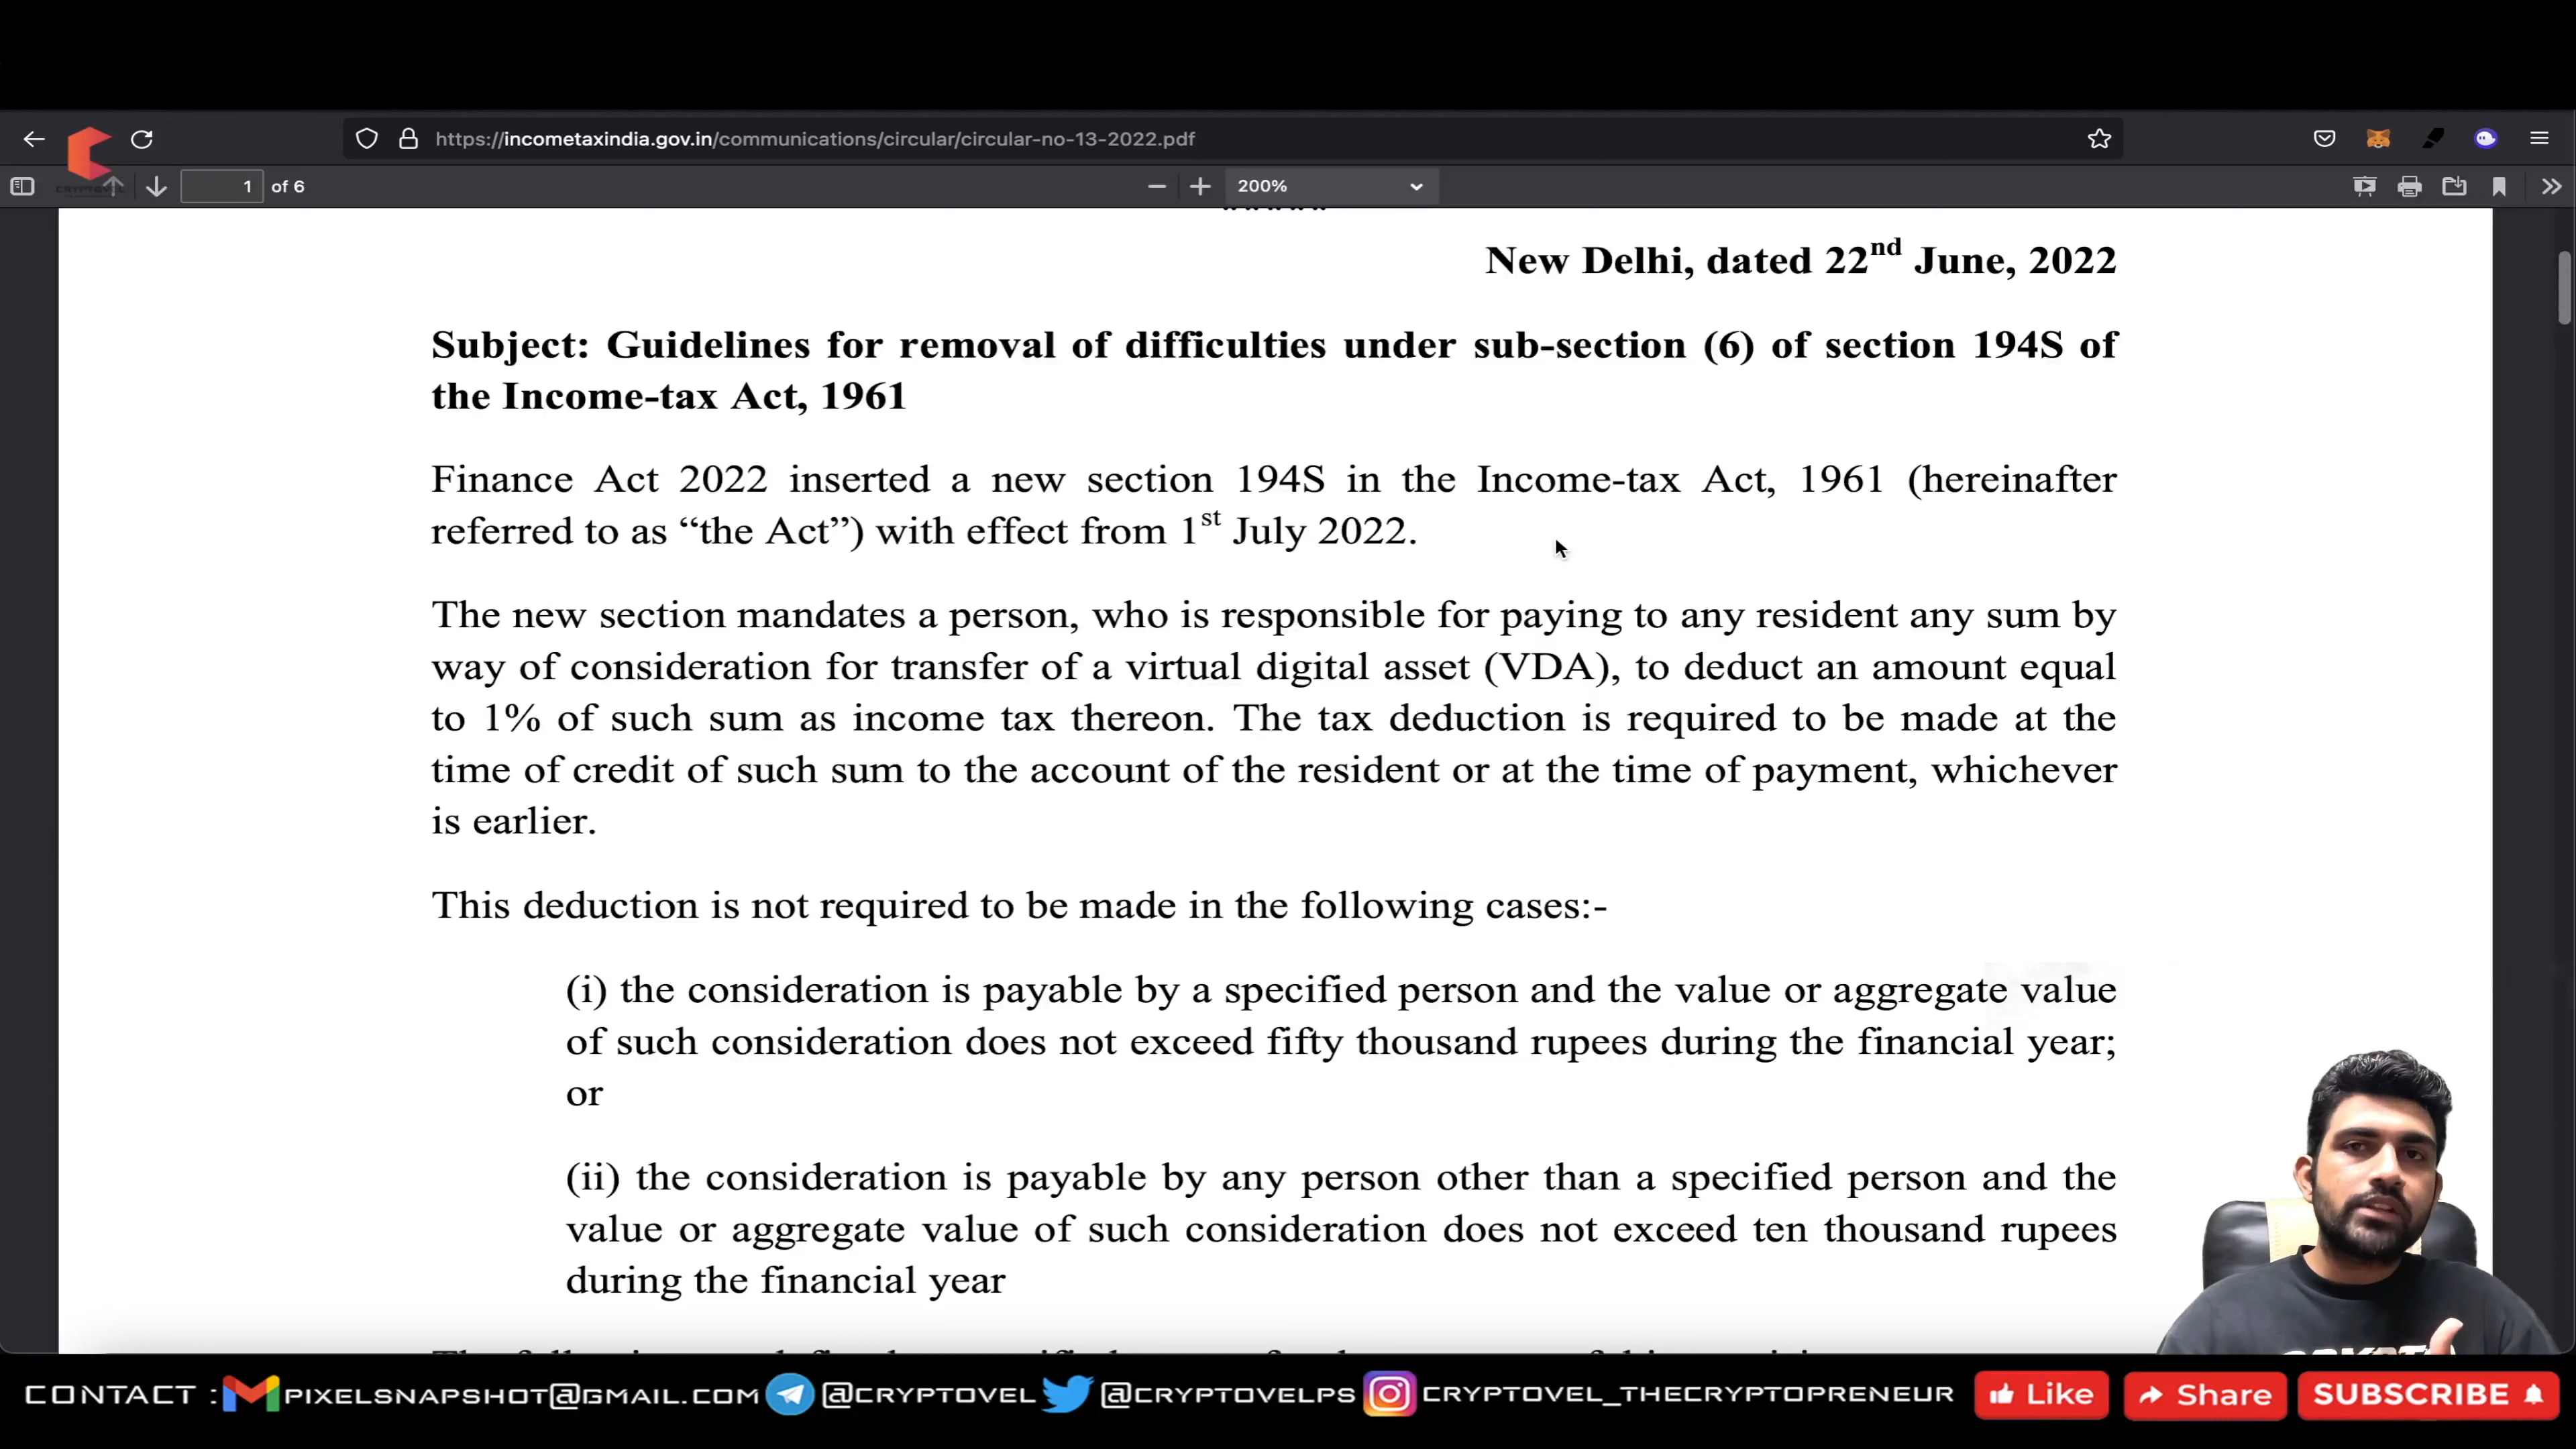 https://incometaxindia.gov.in/communications/circular/circular-no-13-2022.pdf
CRYPTOVEL
1 of 6
200%
New Delhi, dated 22nd June, 2022
Subject: Guidelines for removal of difficulties under sub-section (6) of section 194S of
the Income-tax Act, 1961
Finance Act 2022 inserted a new section 194S in the Income-tax Act, 1961 (hereinafter
referred to as “the Act”) with effect from 1st July 2022.
The new section mandates a person, who is responsible for paying to any resident any sum by
way of consideration for transfer of a virtual digital asset (VDA), to deduct an amount equal
to 1% of such sum as income tax thereon. The tax deduction is required to be made at the
time of credit of such sum to the account of the resident or at the time of payment, whichever
is earlier.
This deduction is not required to be made in the following cases:-
(i) the consideration is payable by a specified person and the value or aggregate value
of such consideration does not exceed fifty thousand rupees during the financial year;
or
(ii) the consideration is payable by any person other than a specified person and the
value or aggregate value of such consideration does not exceed ten thousand rupees
during the financial year
CONTACT : PIXELSNAPSHOT@GMAIL.COM @CRYPTOVEL @CRYPTOVELPS CRYPTOVEL_THECRYPTOPRENEUR Like Share SUBSCRIBE